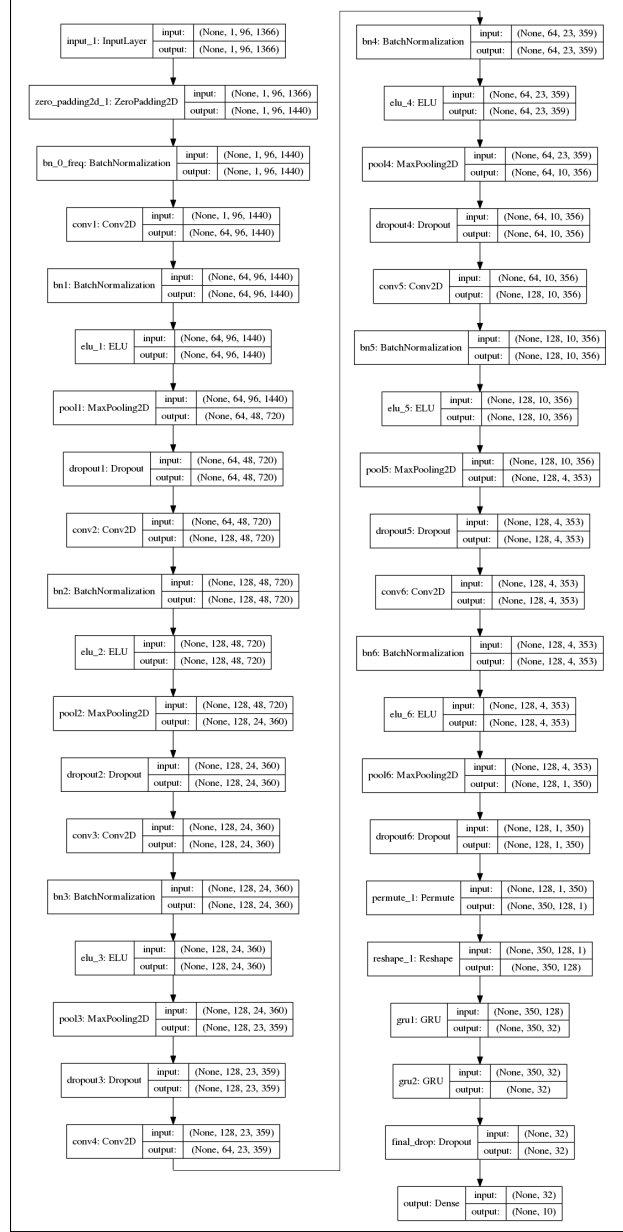 input_1: InputLayer input: (None, 1, 96, 1366)
output: (None, 1, 96, 1366)
zero_padding2d_1: ZeroPadding2D input: (None, 1, 96, 1366)
output: (None, 1, 96, 1440)
bn_0_freq: BatchNormalization input: (None, 1, 96, 1440)
output: (None, 1, 96, 1440)
conv1: Conv2D input: (None, 1, 96, 1440)
output: (None, 64, 96, 1440)
bn1: BatchNormalization input: (None, 64, 96, 1440)
output: (None, 64, 96, 1440)
elu_1: ELU input: (None, 64, 96, 1440)
output: (None, 64, 96, 1440)
pool1: MaxPooling2D input: (None, 64, 96, 1440)
output: (None, 64, 48, 720)
dropout1: Dropout input: (None, 64, 48, 720)
output: (None, 64, 48, 720)
conv2: Conv2D input: (None, 64, 48, 720)
output: (None, 128, 48, 720)
bn2: BatchNormalization input: (None, 128, 48, 720)
output: (None, 128, 48, 720)
elu_2: ELU input: (None, 128, 48, 720)
output: (None, 128, 48, 720)
pool2: MaxPooling2D input: (None, 128, 48, 720)
output: (None, 128, 24, 360)
dropout2: Dropout input: (None, 128, 24, 360)
output: (None, 128, 24, 360)
conv3: Conv2D input: (None, 128, 24, 360)
output: (None, 128, 24, 360)
bn3: BatchNormalization input: (None, 128, 24, 360)
output: (None, 128, 24, 360)
elu_3: ELU input: (None, 128, 24, 360)
output: (None, 128, 24, 360)
pool3: MaxPooling2D input: (None, 128, 24, 360)
output: (None, 128, 23, 359)
dropout3: Dropout input: (None, 128, 23, 359)
output: (None, 128, 23, 359)
conv4: Conv2D input: (None, 128, 23, 359)
output: (None, 64, 23, 359)
bn4: BatchNormalization input: (None, 64, 23, 359)
output: (None, 64, 23, 359)
elu_4: ELU input: (None, 64, 23, 359)
output: (None, 64, 23, 359)
pool4: MaxPooling2D input: (None, 64, 23, 359)
output: (None, 64, 10, 356)
dropout4: Dropout input: (None, 64, 10, 356)
output: (None, 64, 10, 356)
conv5: Conv2D input: (None, 64, 10, 356)
output: (None, 128, 10, 356)
bn5: BatchNormalization input: (None, 128, 10, 356)
output: (None, 128, 10, 356)
elu_5: ELU input: (None, 128, 10, 356)
output: (None, 128, 10, 356)
pool5: MaxPooling2D input: (None, 128, 10, 356)
output: (None, 128, 4, 353)
dropout5: Dropout input: (None, 128, 4, 353)
output: (None, 128, 4, 353)
conv6: Conv2D input: (None, 128, 4, 353)
output: (None, 128, 4, 353)
bn6: BatchNormalization input: (None, 128, 4, 353)
output: (None, 128, 4, 353)
elu_6: ELU input: (None, 128, 4, 353)
output: (None, 128, 4, 353)
pool6: MaxPooling2D input: (None, 128, 4, 353)
output: (None, 128, 1, 350)
dropout6: Dropout input: (None, 128, 1, 350)
output: (None, 128, 1, 350)
permute_1: Permute input: (None, 128, 1, 350)
output: (None, 350, 128, 1)
reshape_1: Reshape input: (None, 350, 128, 1)
output: (None, 350, 128)
gru1: GRU input: (None, 350, 128)
output: (None, 350, 32)
gru2: GRU input: (None, 350, 32)
output: (None, 32)
final_drop: Dropout input: (None, 32)
output: (None, 32)
output: Dense input: (None, 32)
output: (None, 10)